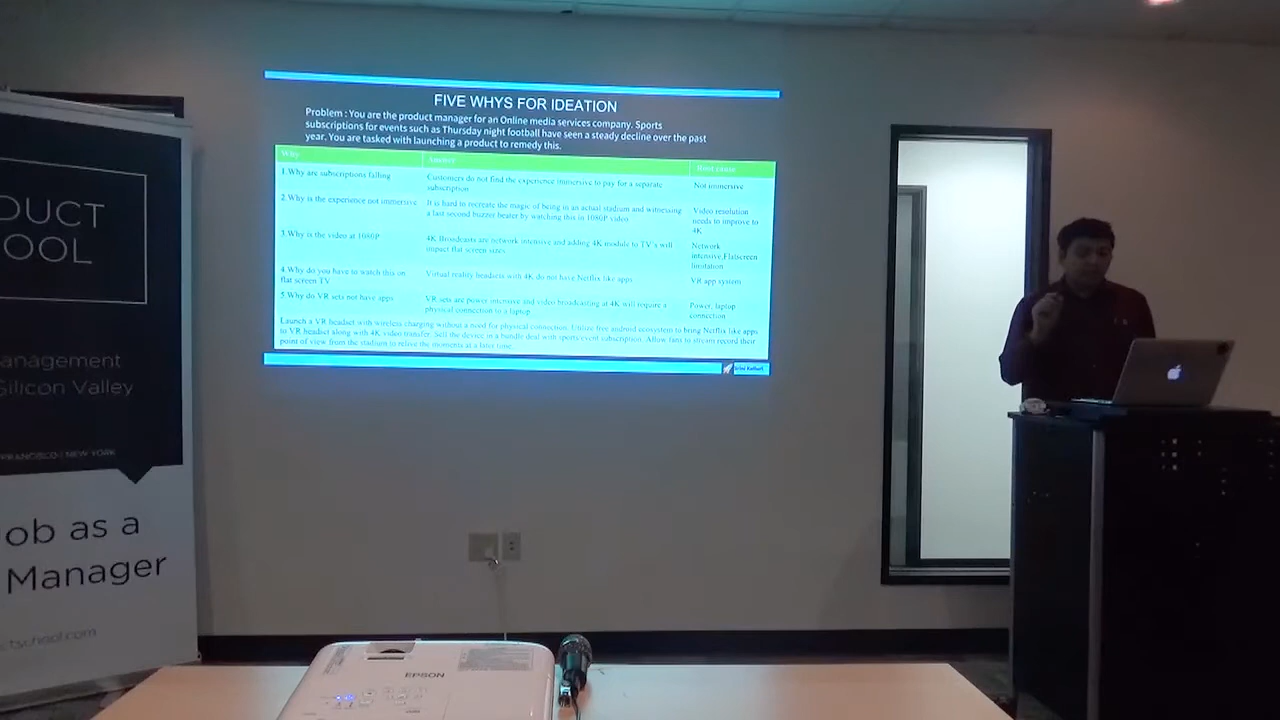 FIVE WHYS FOR IDEATION
Problem : You are the product manager for an Online media services company. Sports
subscriptions for events such as Thursday night football have seen a steady decline over the past
year. You are tasked with launching a product to remedy this.
Why Answer Root cause
1.Why are subscriptions falling Customers do not find the experience immersive to pay for a separate subscription Not immersive
2.Why is the experience not immersive It is hard to recreate the magic of being in an actual stadium and witnessing a last second buzzer beater by watching this in 1080P video Video resolution needs to improve to 4K
3.Why is the video at 1080P 4K Broadcasts are network intensive and adding 4K module to TV's will impact flat screen sizes Network intensive,Flatscreen limitation
4.Why do you have to watch this on flat screen TV Virtual reality headsets with 4K do not have Netflix like apps VR app system
5.Why do VR sets not have apps VR sets are power intensive and video broadcasting at 4K will require a physical connection to a laptop Power, laptop connection
Launch a VR headset with wireless charging without a need for physical connection. Utilize free android ecosystem to bring Netflix like apps
to VR headset along with 4K video transfer. Sell the device in a bundle deal with sports event subscription. Allow fans to stream record their
point of view from the stadium to relive the moments at a later time.
DUCT
OOL
anagement
Silicon Valley
FRANCISCO | NEW YORK
ob as a
Manager
tschool.com
EPSON